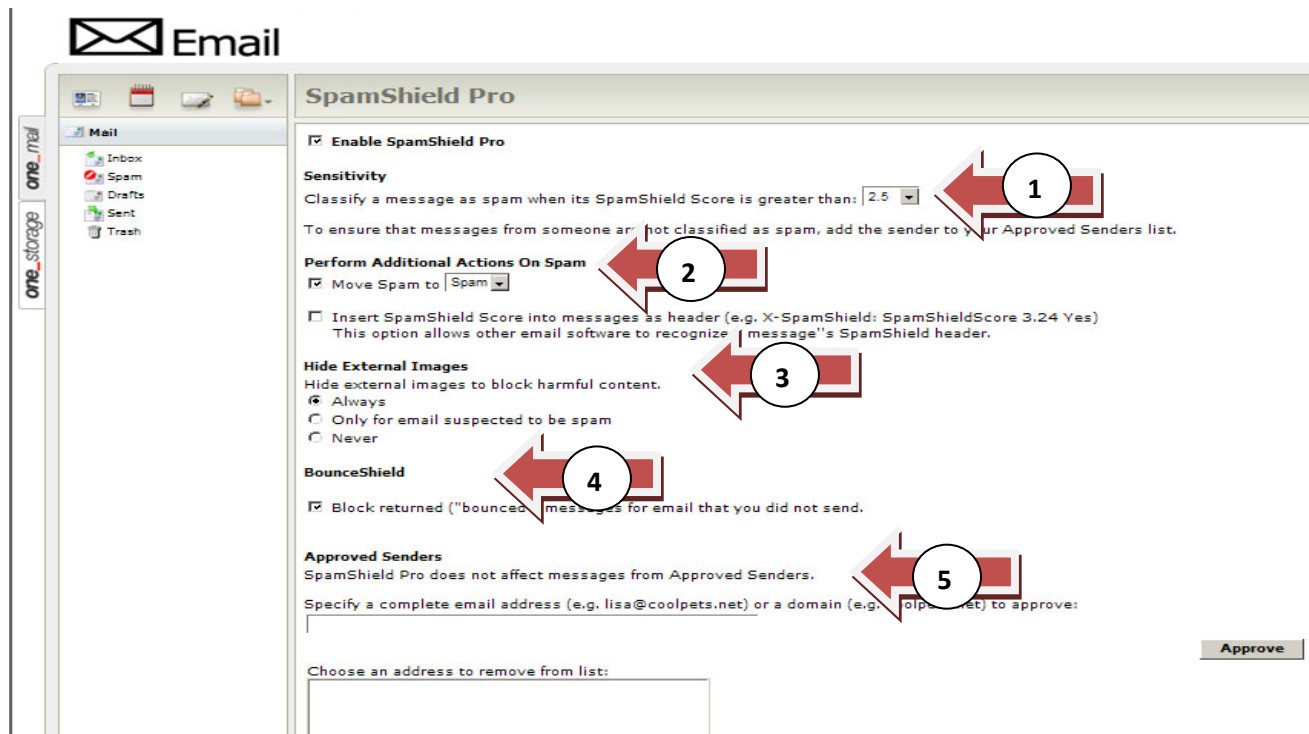 Email
one_mail
one_storage
Mail
Inbox
Spam
Drafts
Sent
Trash
SpamShield Pro
Enable SpamShield Pro
Sensitivity
Classify a message as spam when its SpamShield Score is greater than: 2.5
1
To ensure that messages from someone are not classified as spam, add the sender to your Approved Senders list.
Perform Additional Actions On Spam
2
Move Spam to Spam
Insert SpamShield Score into messages as header (e.g. X-SpamShield: SpamShieldScore 3.24 Yes)
This option allows other email software to recognize message''s SpamShield header.
Hide External Images
3
Hide external images to block harmful content.
Always
Only for email suspected to be spam
Never
BounceShield
4
Block returned ("bounced messages for email that you did not send.
Approved Senders
SpamShield Pro does not affect messages from Approved Senders.
5
Specify a complete email address (e.g. lisa@coolpets.net) or a domain (e.g. coolpets.net) to approve:
Approve
Choose an address to remove from list: